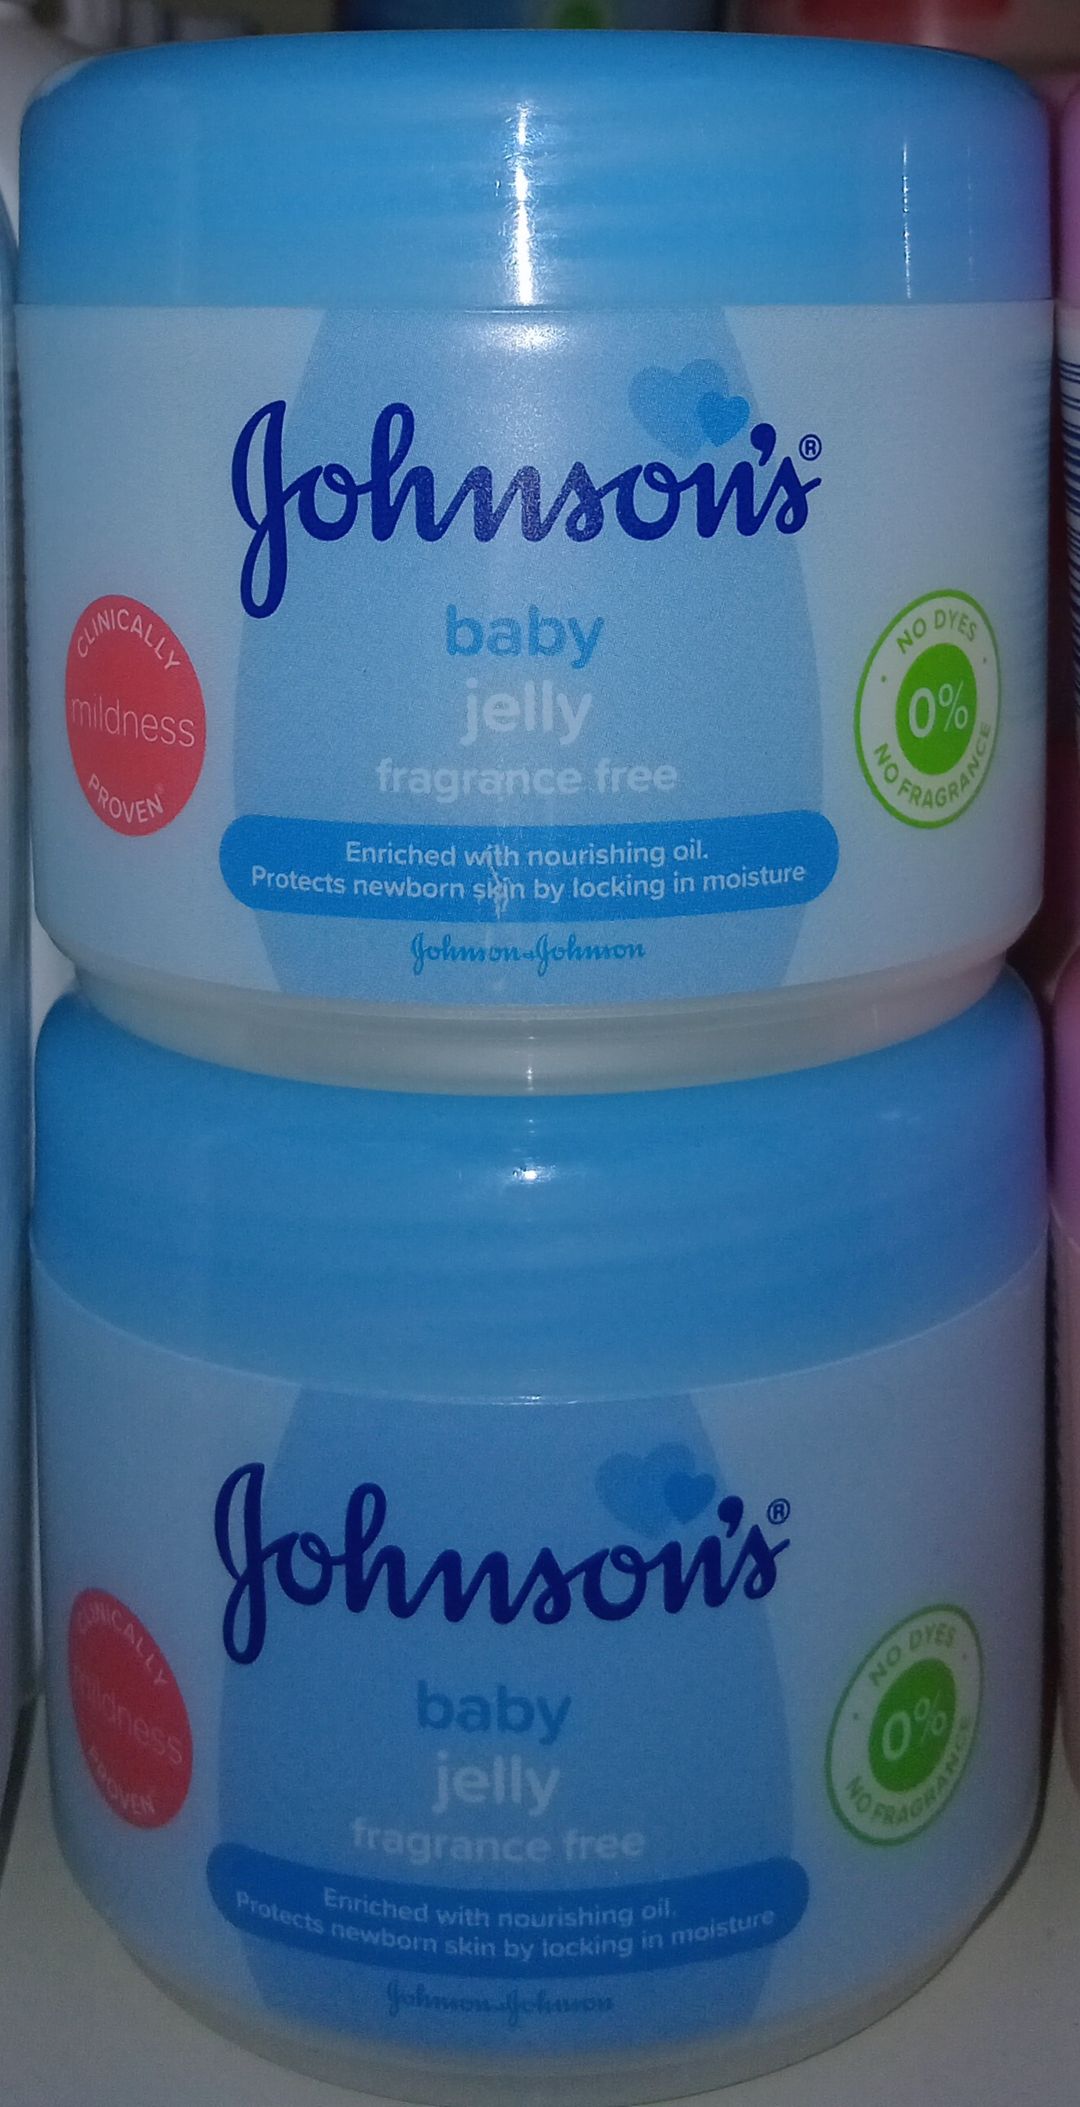 Johnson's®
baby
jelly
fragrance free
CLINICALLY
mildness
PROVEN
NO DYES
0%
NO FRAGRANCE
Enriched with nourishing oil.
Protects newborn skin by locking in moisture
Johnson & Johnson
Johnson's®
baby
jelly
fragrance free
CLINICALLY
mildness
PROVEN
NO DYES
0%
NO FRAGRANCE
Enriched with nourishing oil.
Protects newborn skin by locking in moisture
Johnson & Johnson